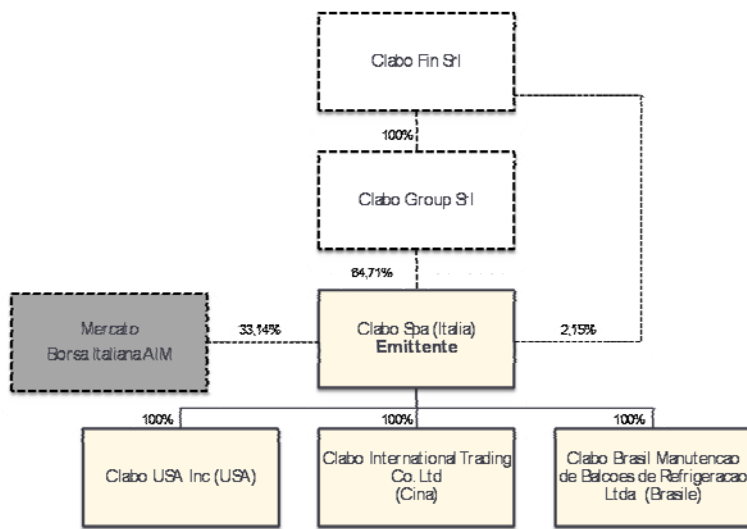 Clabo Fin Srl
100%
Clabo Group Srl
64,71%
Mercato
Borsa Italiana AIM
33,14%
Clabo Spa (Italia)
Emittente
2,15%
100%
100%
100%
Clabo USA Inc (USA)
Clabo International Trading
Co. Ltd
(Cina)
Clabo Brasil Manutencao
de Balcoes de Refrigeracao
Ltda (Brasile)